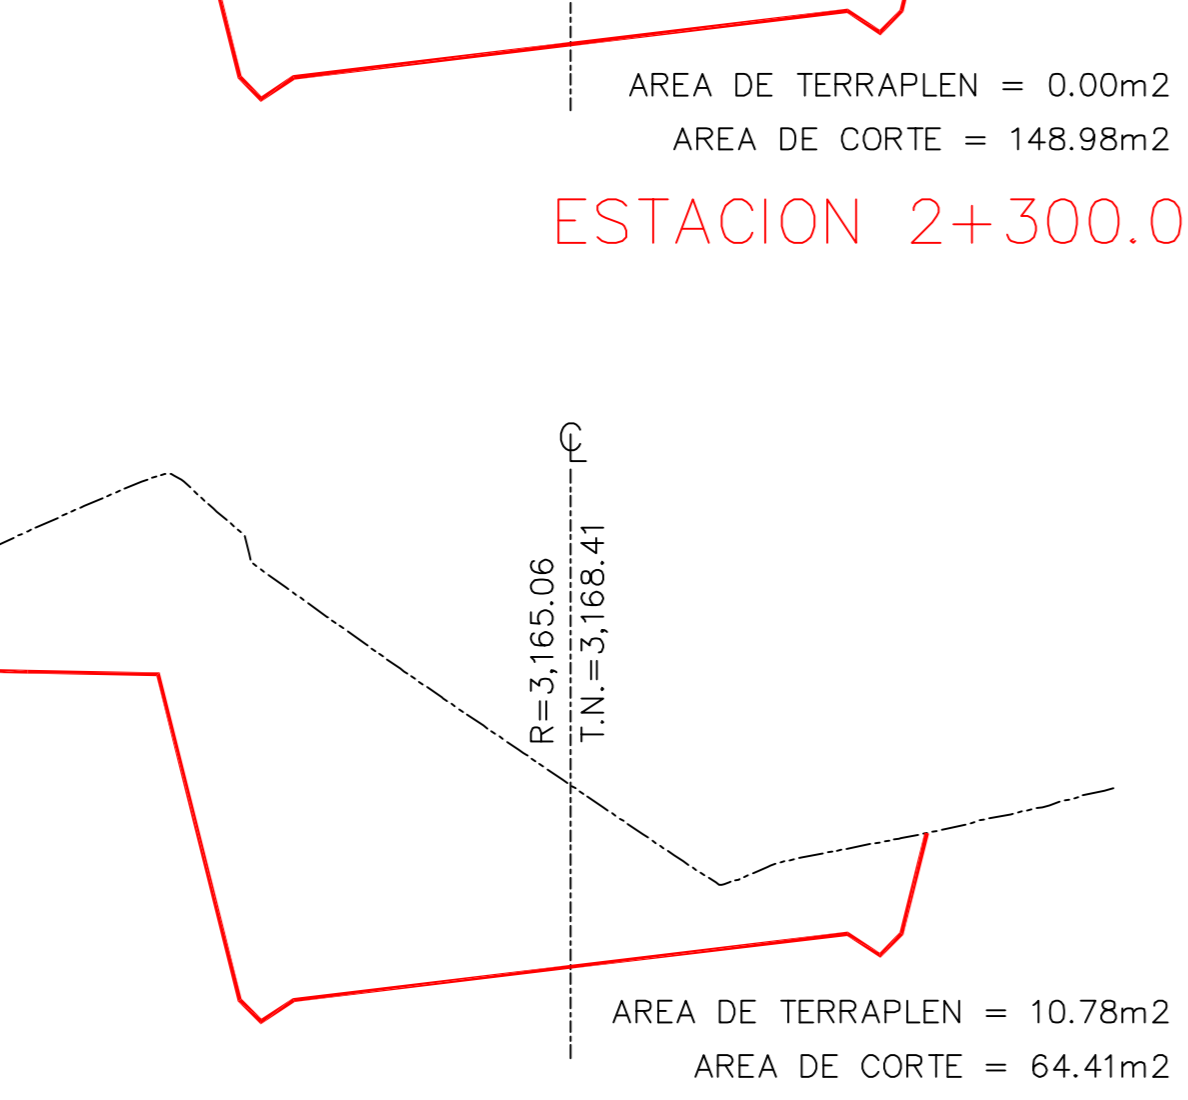 AREA DE TERRAPLEN = 0.00m2
AREA DE CORTE = 148.98m2
ESTACION 2+300.0
℄
R=3,165.06
T.N.=3,168.41
AREA DE TERRAPLEN = 10.78m2
AREA DE CORTE = 64.41m2